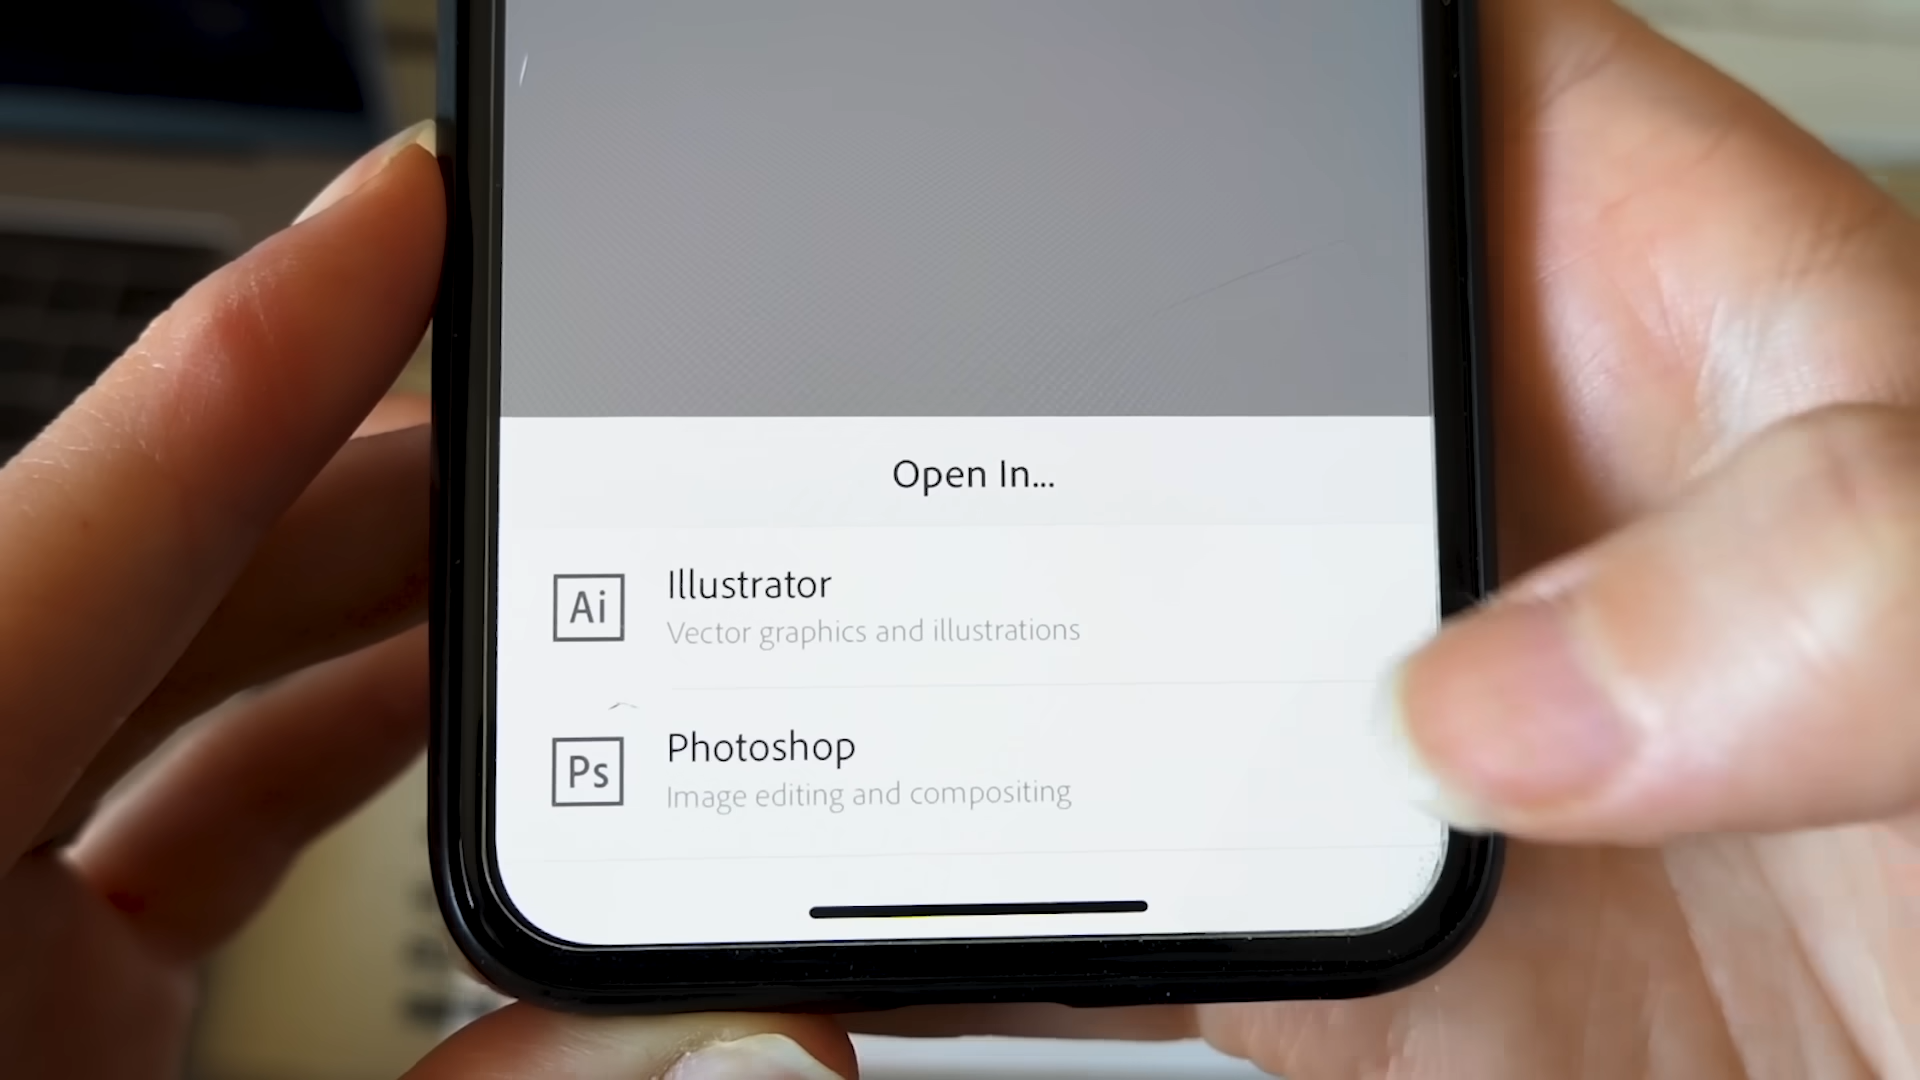 Open In...
Ai
Illustrator
Vector graphics and illustrations
Ps
Photoshop
Image editing and compositing